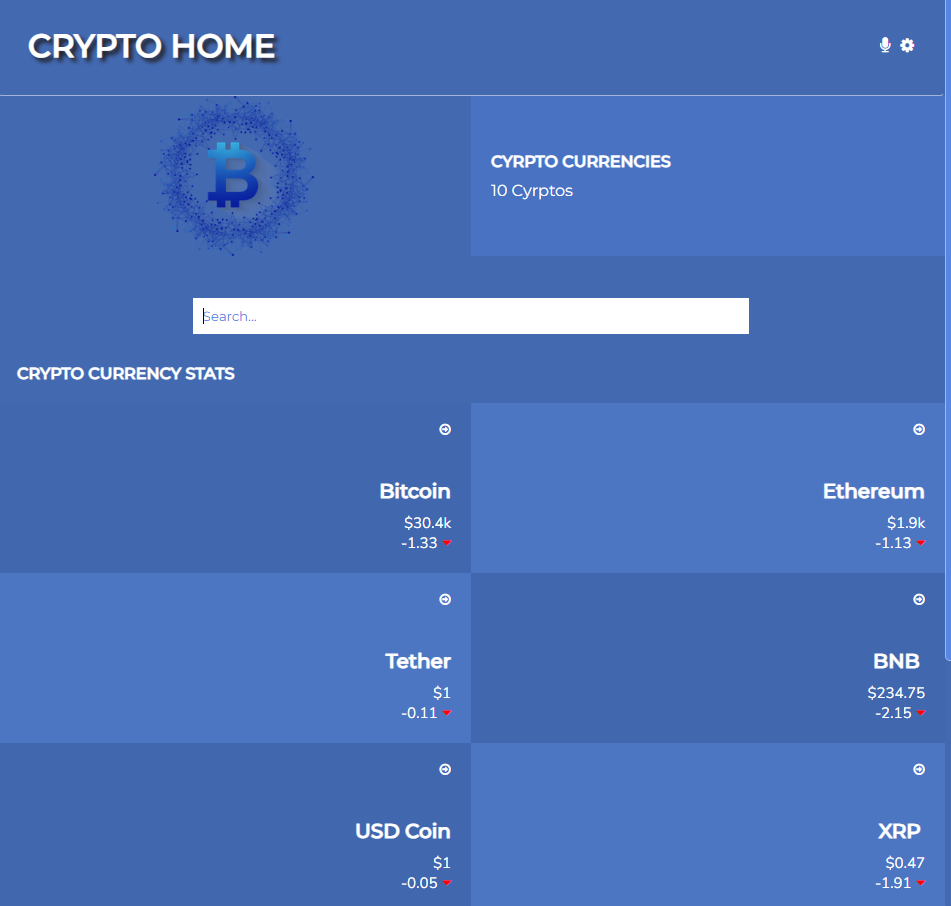 CRYPTO HOME
CYRPTO CURRENCIES
10 Cyrptos
Search...
CRYPTO CURRENCY STATS
Bitcoin
$30.4k
-1.33
Ethereum
$1.9k
-1.13
Tether
$1
-0.11
BNB
$234.75
-2.15
USD Coin
$1
-0.05
XRP
$0.47
-1.91